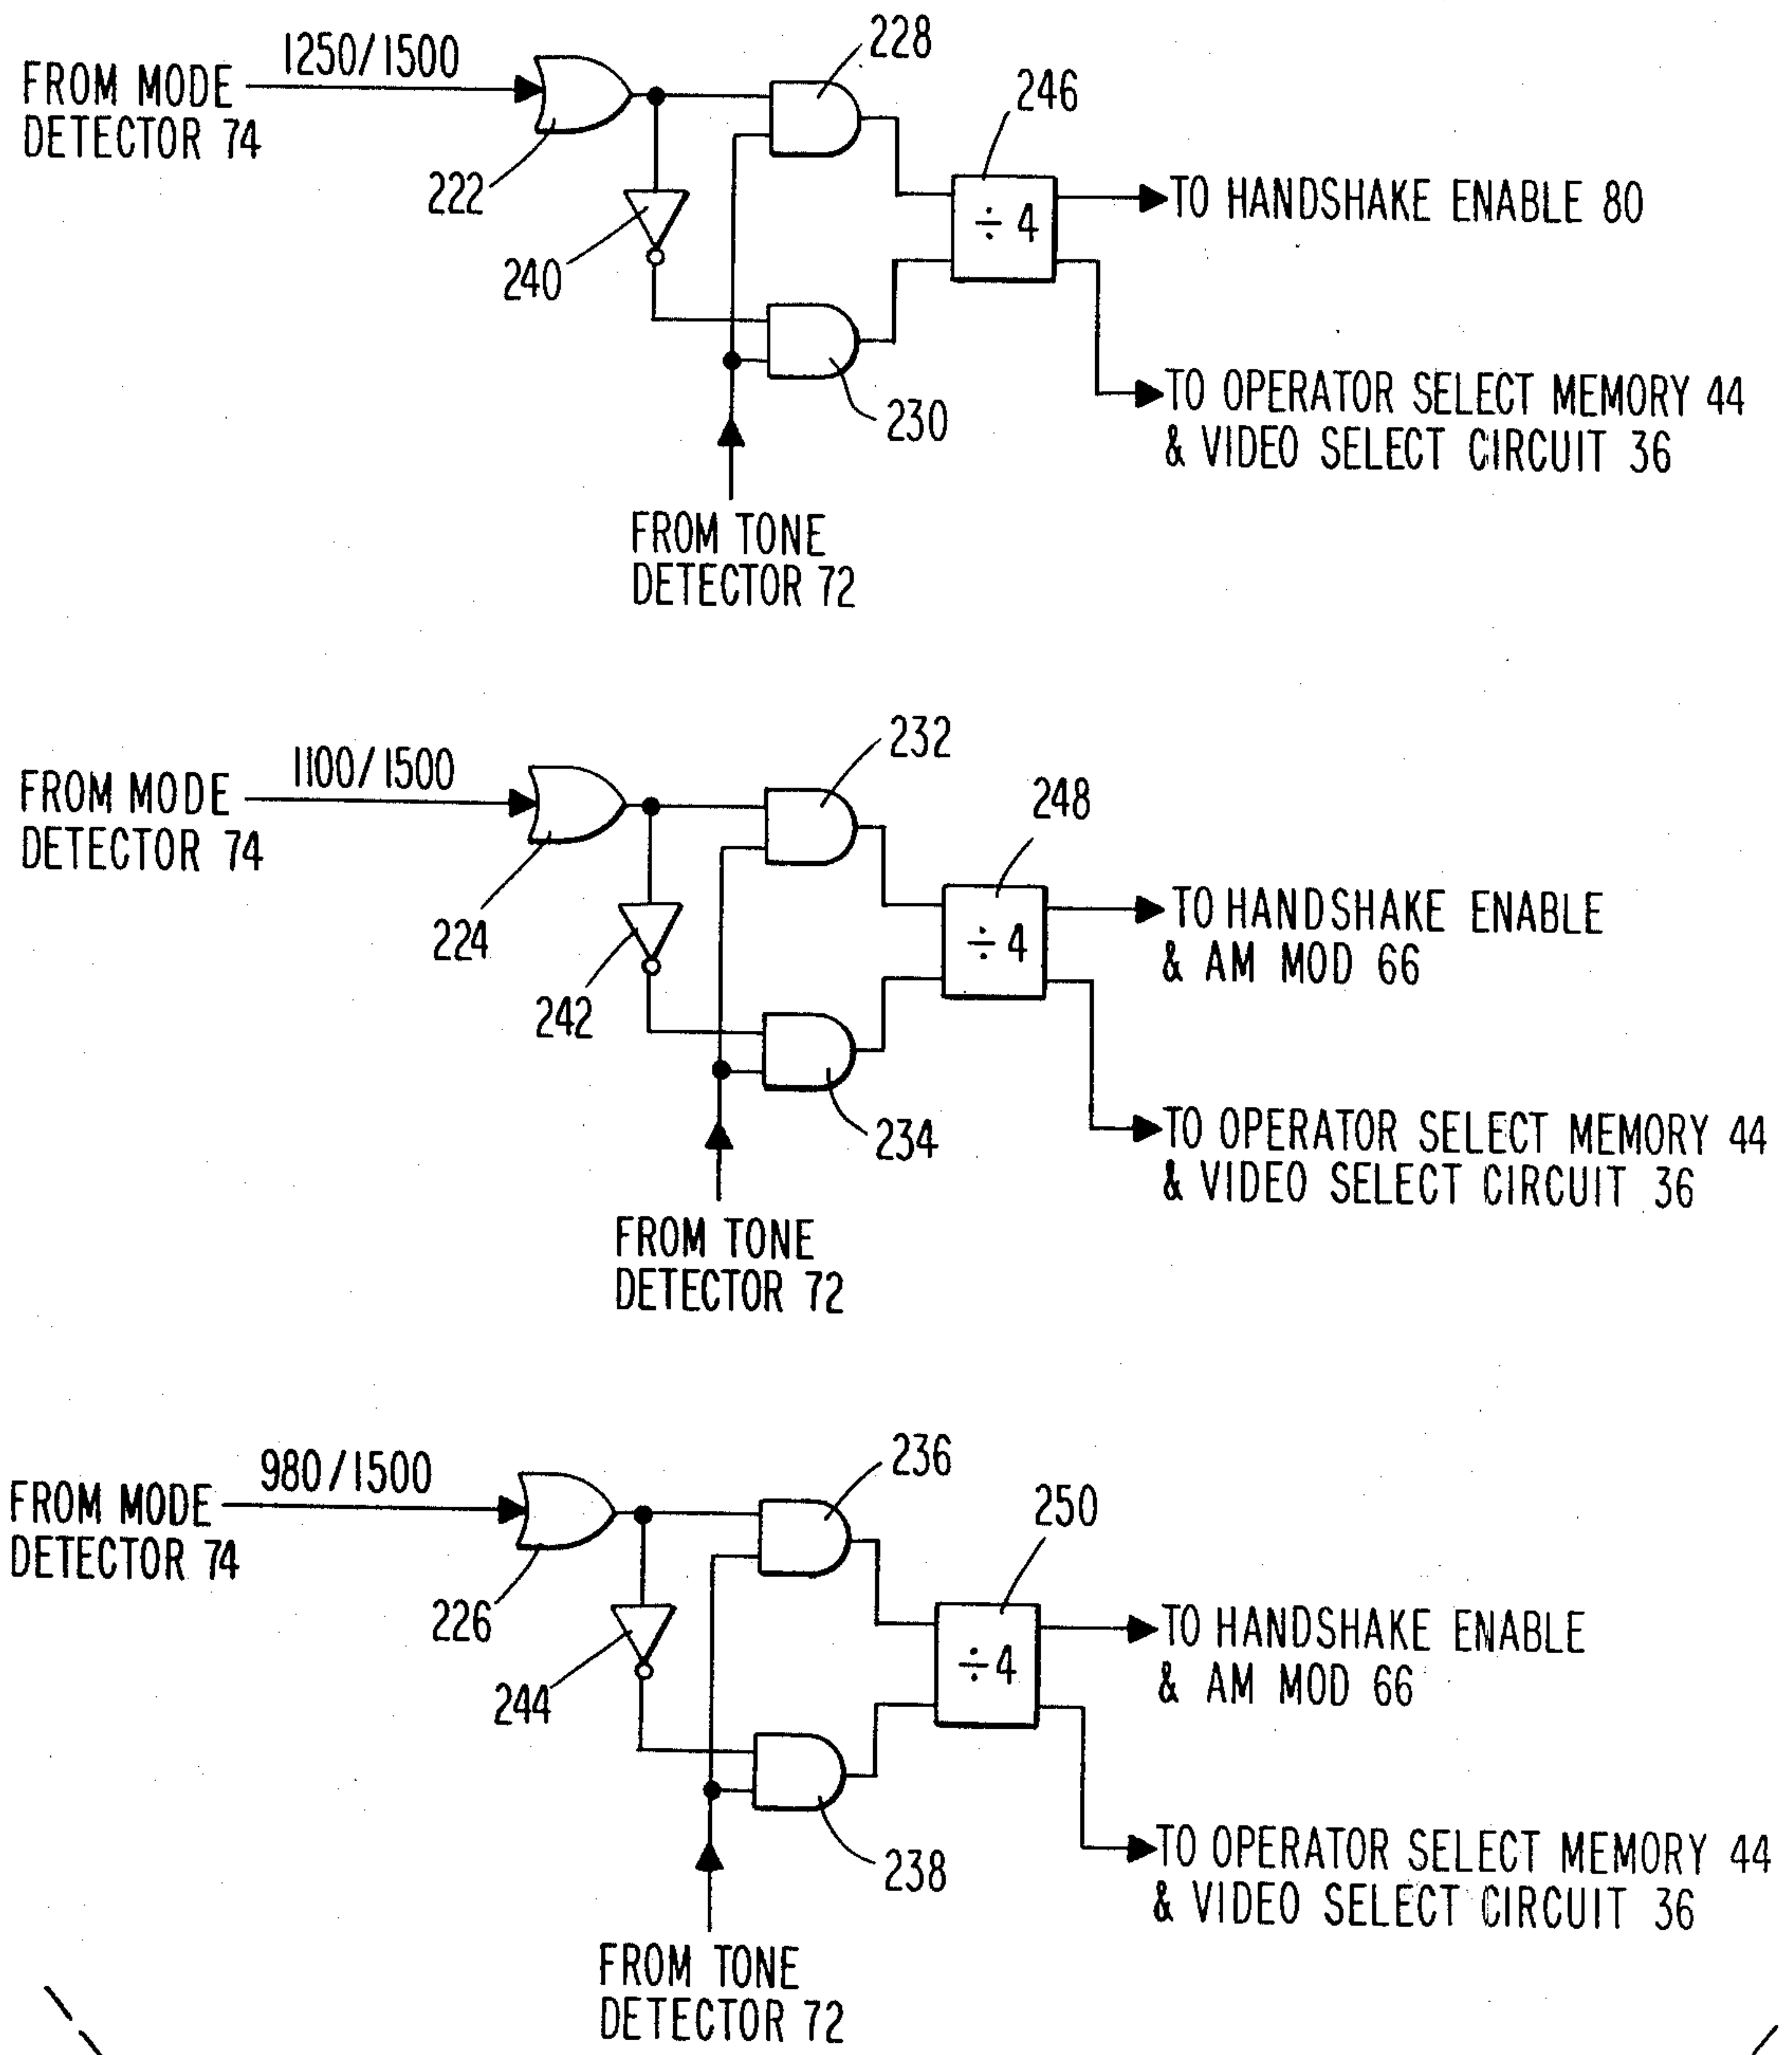 1250/1500
FROM MODE
DETECTOR 74
222
228
246
÷4
240
230
TO HANDSHAKE ENABLE 80
TO OPERATOR SELECT MEMORY 44
& VIDEO SELECT CIRCUIT 36
FROM TONE
DETECTOR 72
1100/1500
FROM MODE
DETECTOR 74
224
232
248
÷4
242
234
TO HANDSHAKE ENABLE
& AM MOD 66
TO OPERATOR SELECT MEMORY 44
& VIDEO SELECT CIRCUIT 36
FROM TONE
DETECTOR 72
980/1500
FROM MODE
DETECTOR 74
226
236
250
÷4
244
238
TO HANDSHAKE ENABLE
& AM MOD 66
TO OPERATOR SELECT MEMORY 44
& VIDEO SELECT CIRCUIT 36
FROM TONE
DETECTOR 72